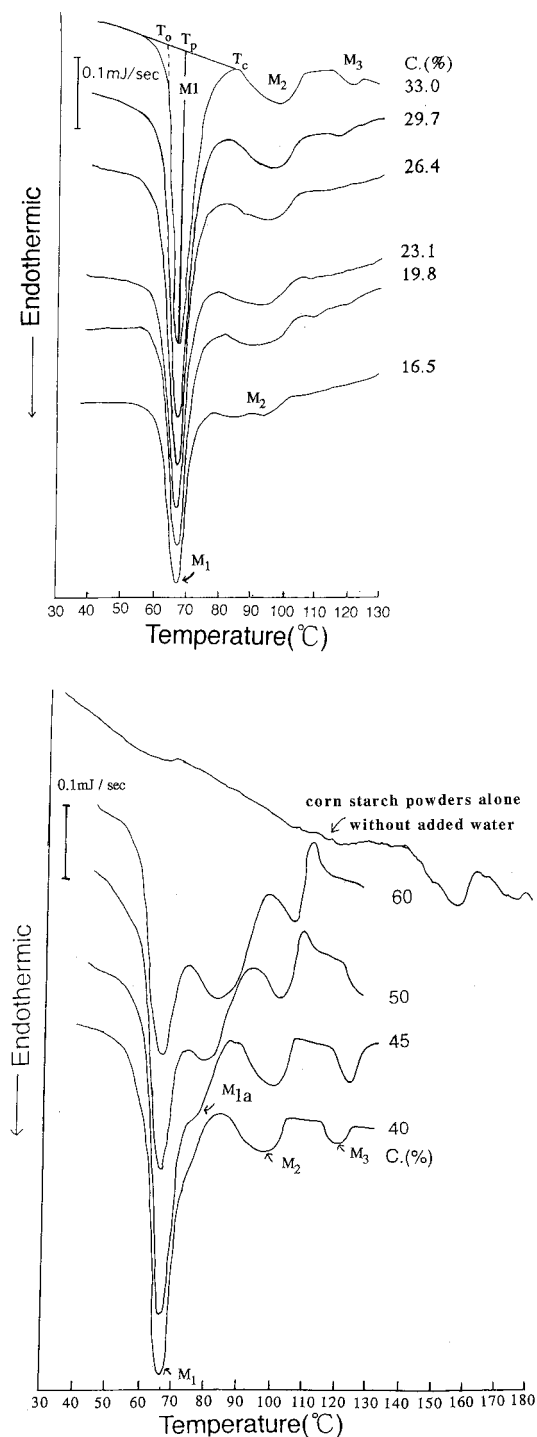 T₀ T_p T_c M₂ M₃ C.(%)
0.1mJ/sec M1 33.0
29.7
26.4
23.1
19.8
16.5
M₂
M₁
← Endothermic
30 40 50 60 70 80 90 100 110 120 130
Temperature(℃)
0.1mJ / sec
corn starch powders alone
without added water
60
50
45
M₁ₐ
40
M₂ M₃ C.(%)
M₁
← Endothermic
30 40 50 60 70 80 90 100 110 120 130 140 150 160 170 180
Temperature(℃)